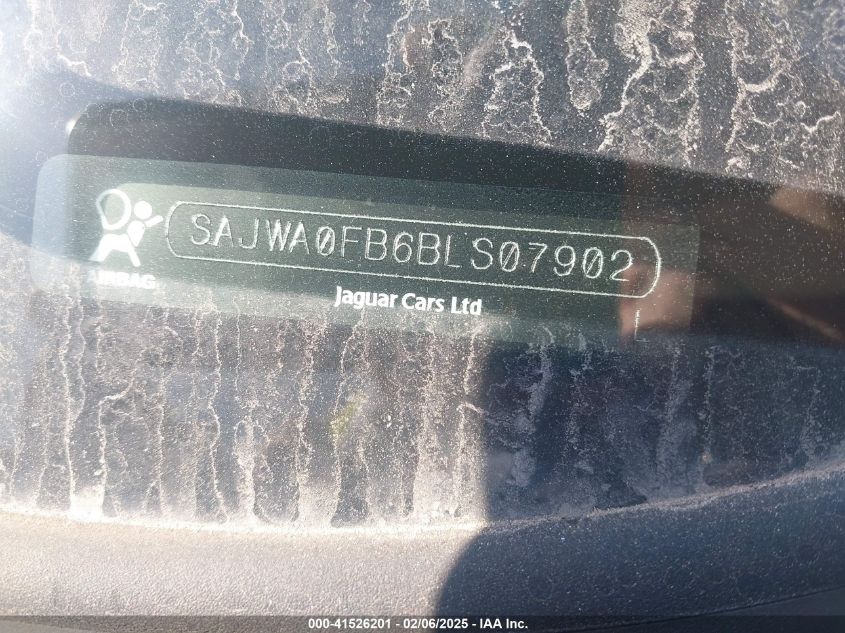 SAJWA0FB6BLS07902
AIRBAG
Jaguar Cars Ltd
000-41526201 - 02/06/2025 - IAA Inc.